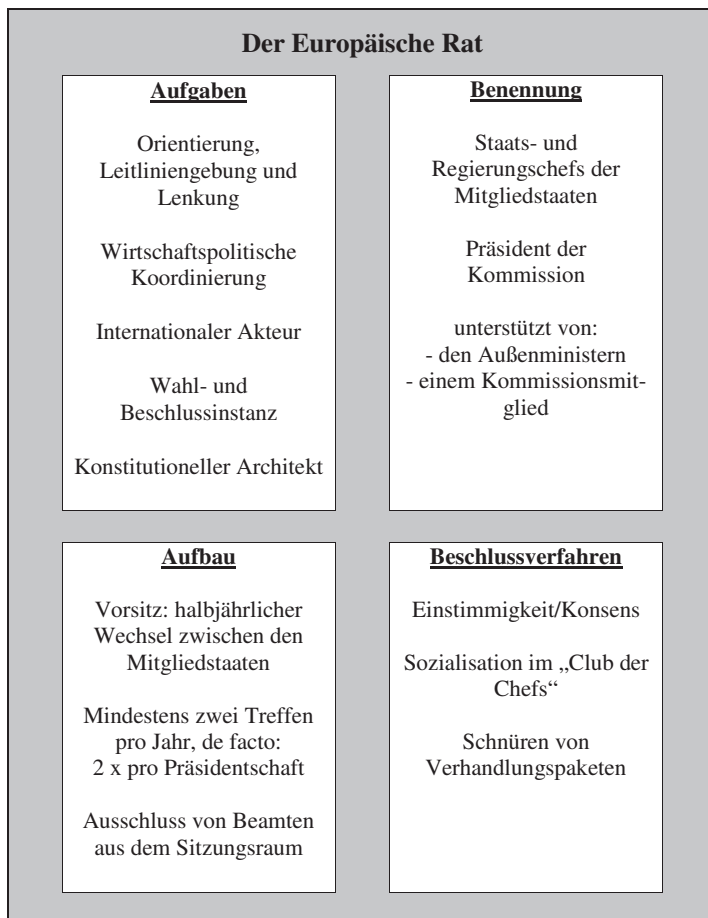 Der Europäische Rat
Aufgaben
Orientierung,
Leitliniengebung und
Lenkung
Wirtschaftspolitische
Koordinierung
Internationaler Akteur
Wahl- und
Beschlussinstanz
Konstitutioneller Architekt
Benennung
Staats- und
Regierungschefs der
Mitgliedstaaten
Präsident der
Kommission
unterstützt von:
- den Außenministern
- einem Kommissionsmit-
glied
Aufbau
Vorsitz: halbjährlicher
Wechsel zwischen den
Mitgliedstaaten
Mindestens zwei Treffen
pro Jahr, de facto:
2 x pro Präsidentschaft
Ausschluss von Beamten
aus dem Sitzungsraum
Beschlussverfahren
Einstimmigkeit/Konsens
Sozialisation im „Club der
Chefs“
Schnüren von
Verhandlungspaketen